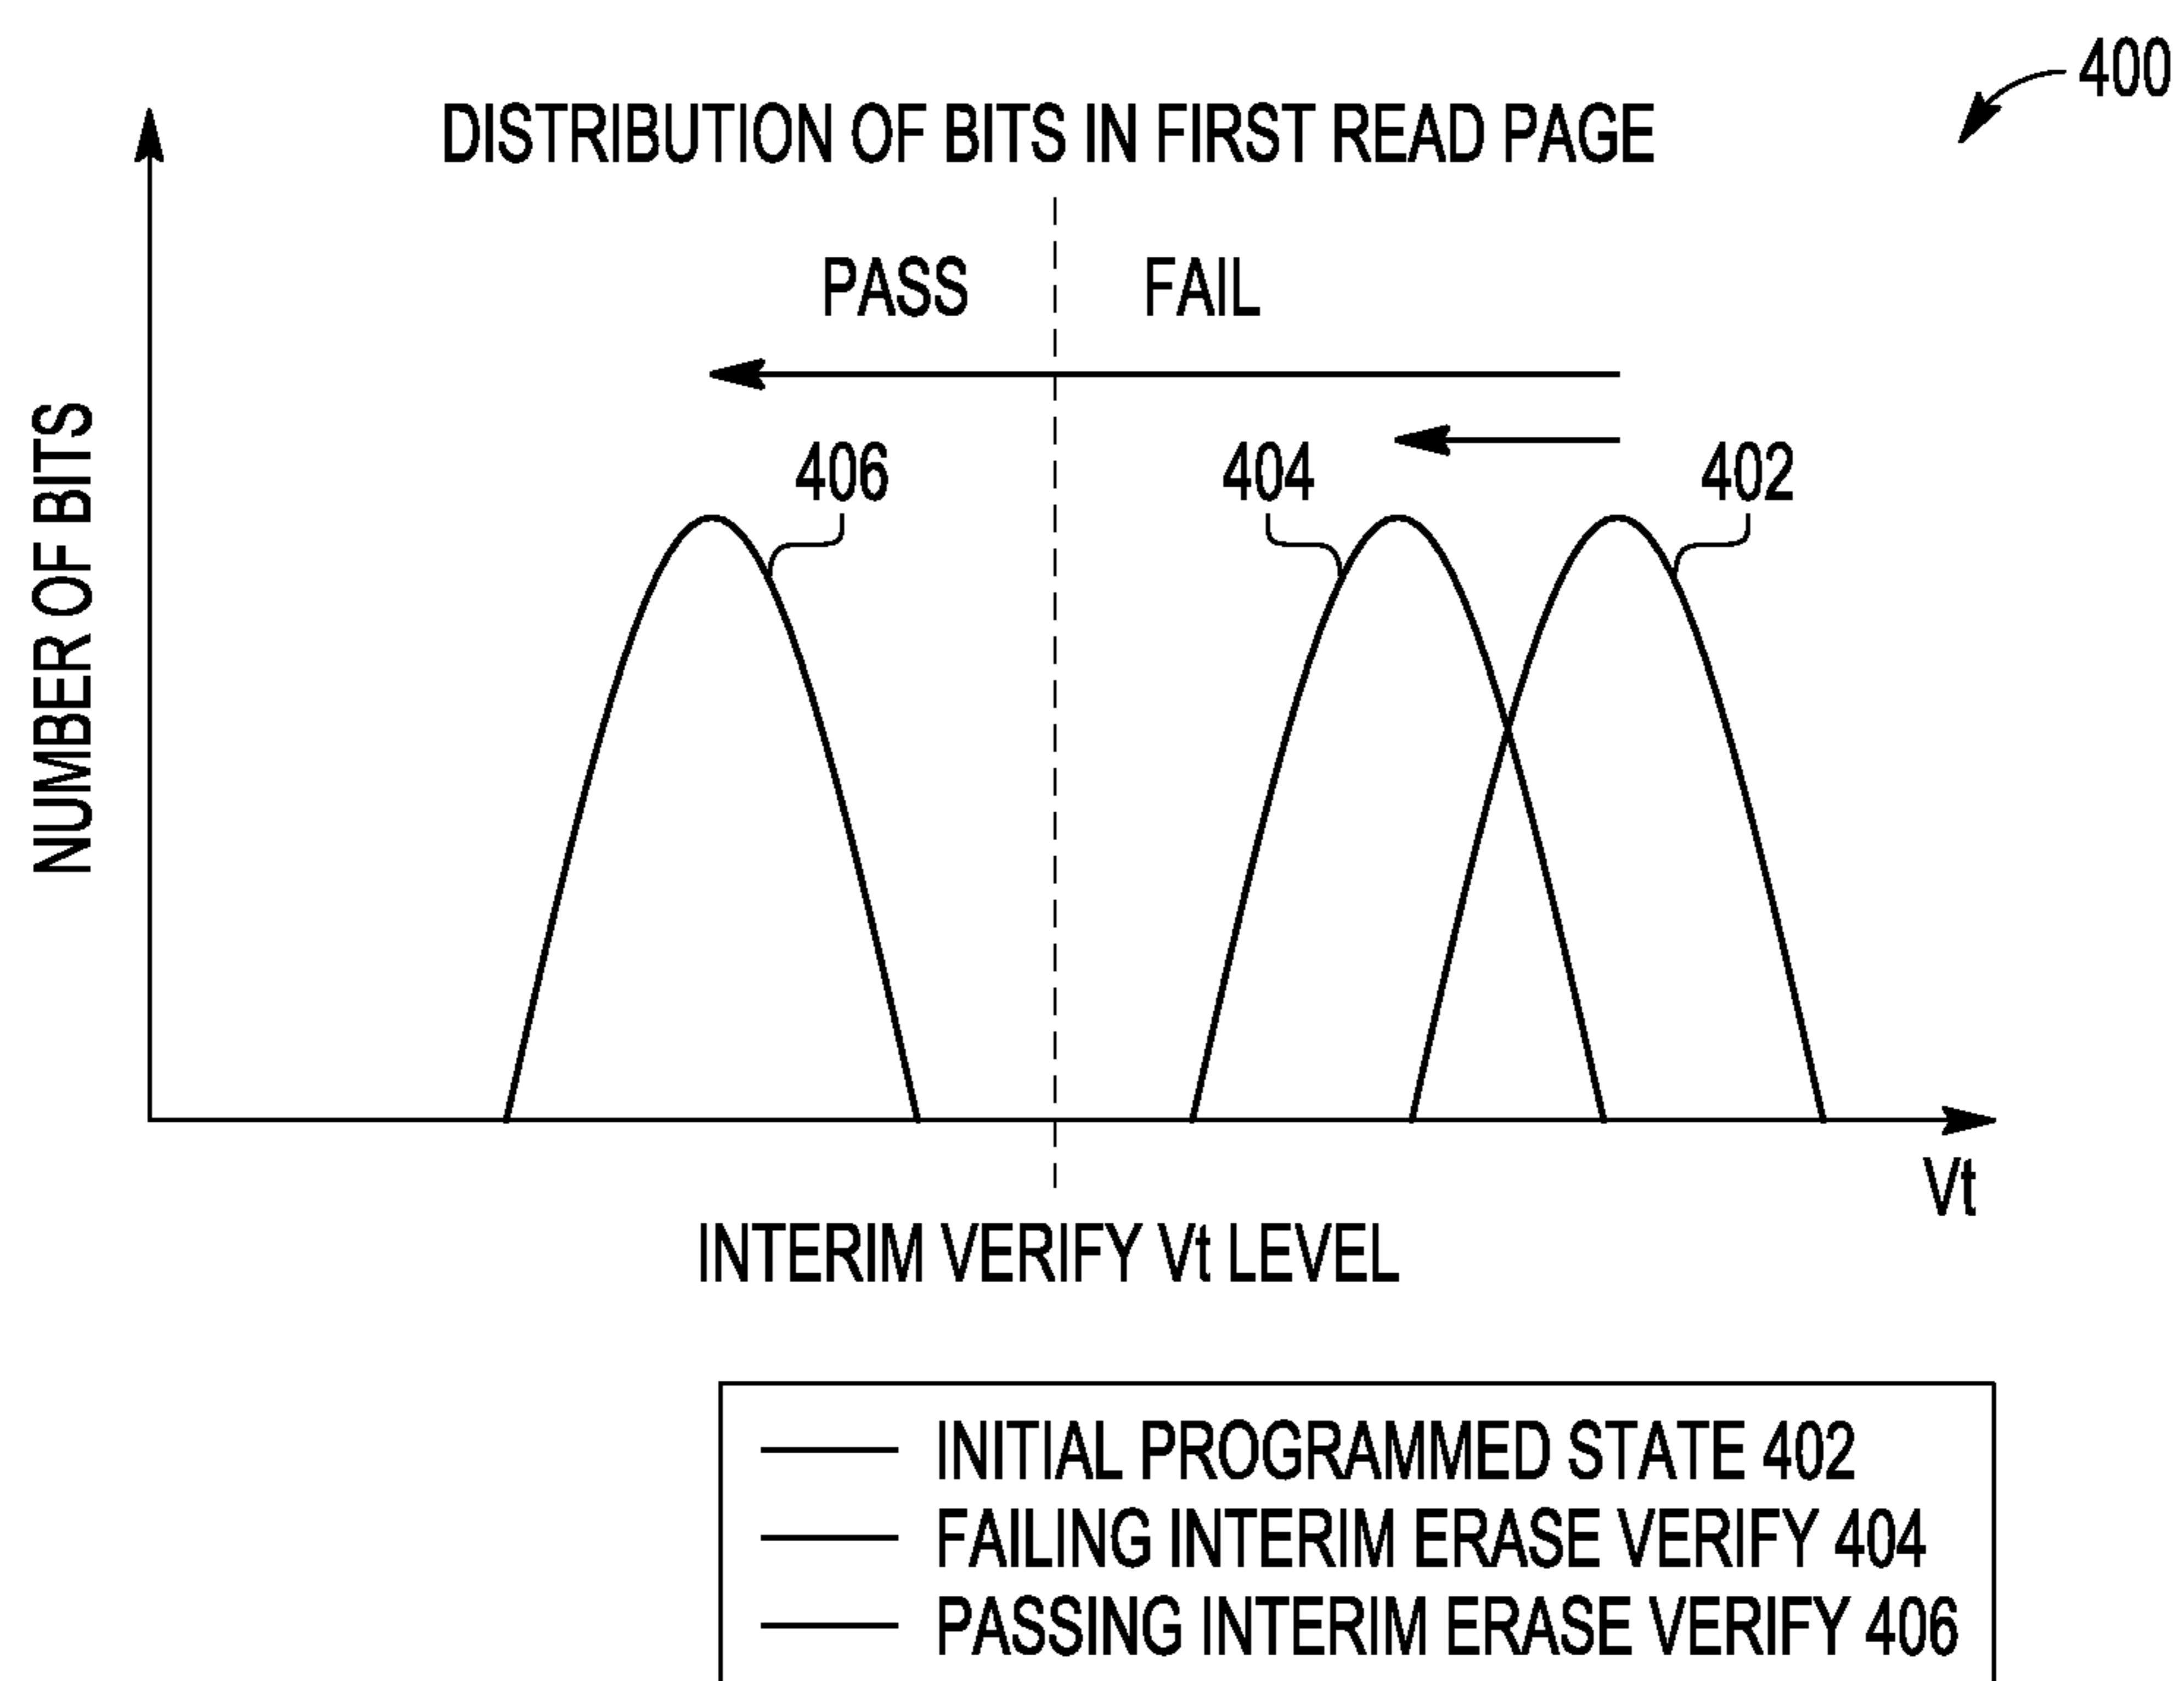 400
DISTRIBUTION OF BITS IN FIRST READ PAGE
PASS
FAIL
406
404
402
NUMBER OF BITS
Vt
INTERIM VERIFY Vt LEVEL
INITIAL PROGRAMMED STATE 402
FAILING INTERIM ERASE VERIFY 404
PASSING INTERIM ERASE VERIFY 406